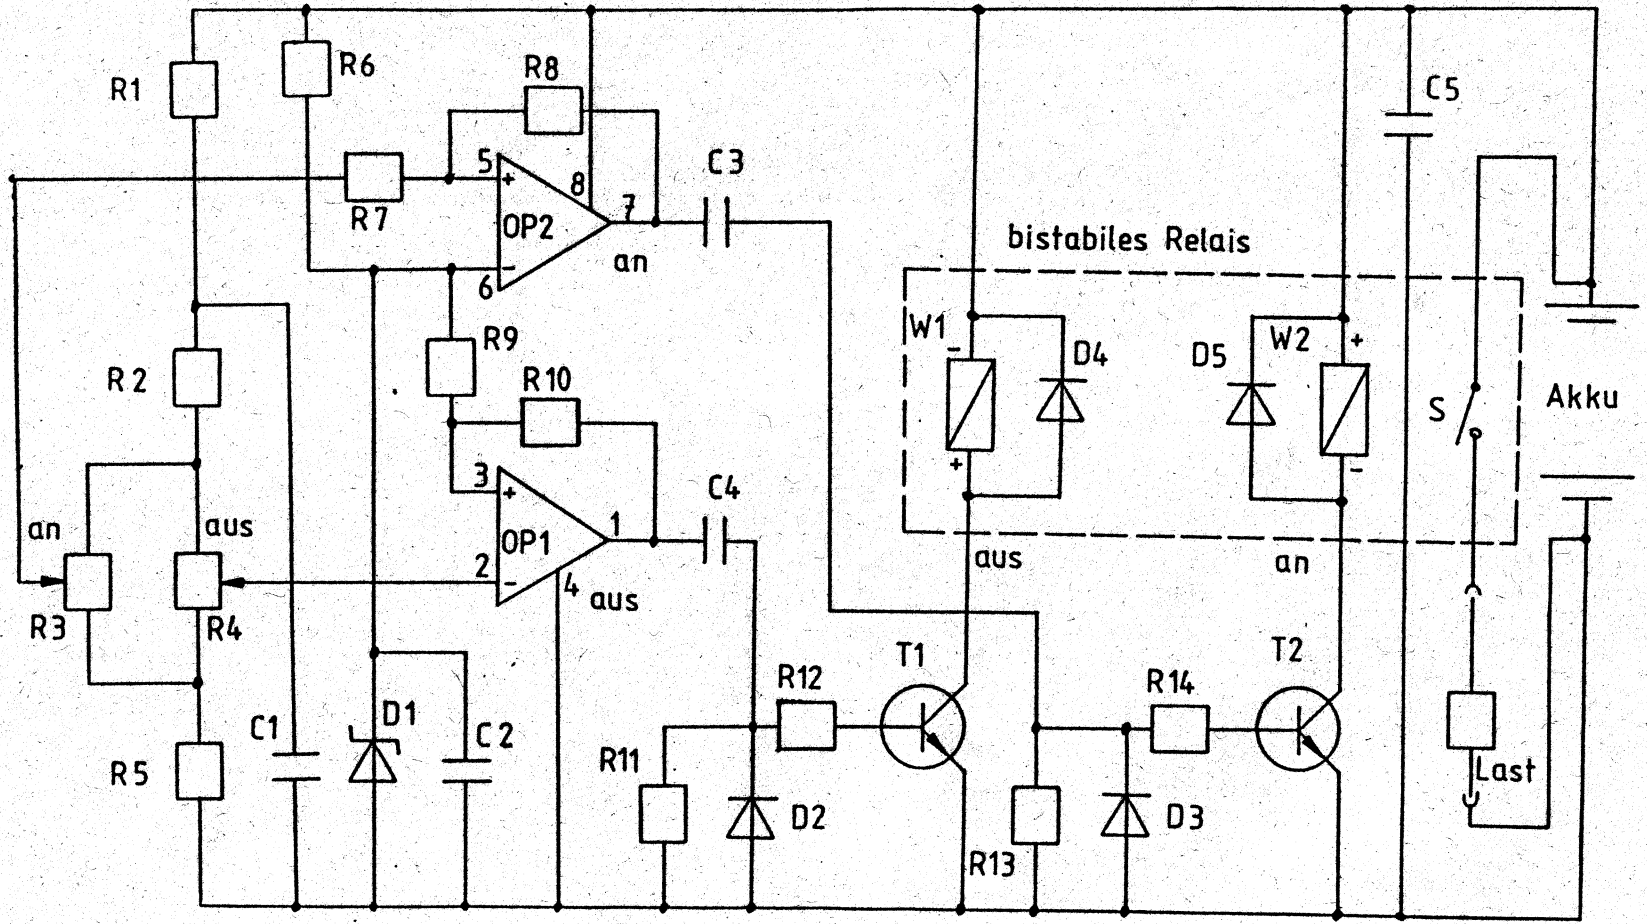 R1
R6
R8
C5
5
+
8
C3
R7
OP2
7
an
-
6
bistabiles Relais
R2
R9
R10
W1
-
+
D4
D5
W2
+
-
S
Akku
3
+
C4
an
aus
OP1
1
2
-
4
aus
aus
an
R3
R4
T1
T2
R12
R14
C1
D1
C2
R5
R11
D2
R13
D3
Last